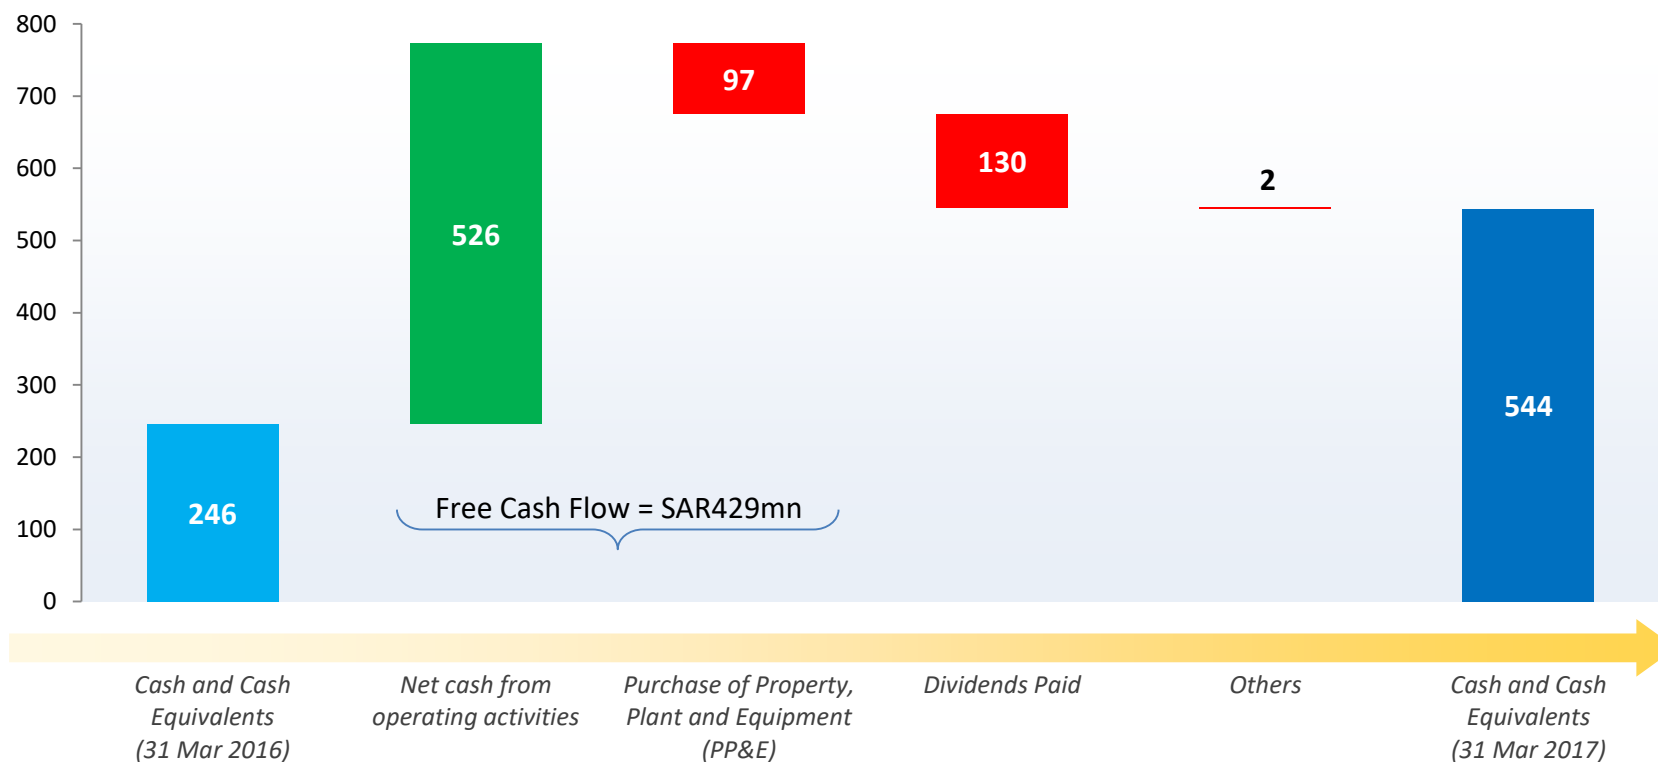 800
700
600
500
400
300
200
100
0
246
526
97
130
2
544
Free Cash Flow = SAR429mn
Cash and Cash
Equivalents
(31 Mar 2016)
Net cash from
operating activities
Purchase of Property,
Plant and Equipment
(PP&E)
Dividends Paid
Others
Cash and Cash
Equivalents
(31 Mar 2017)